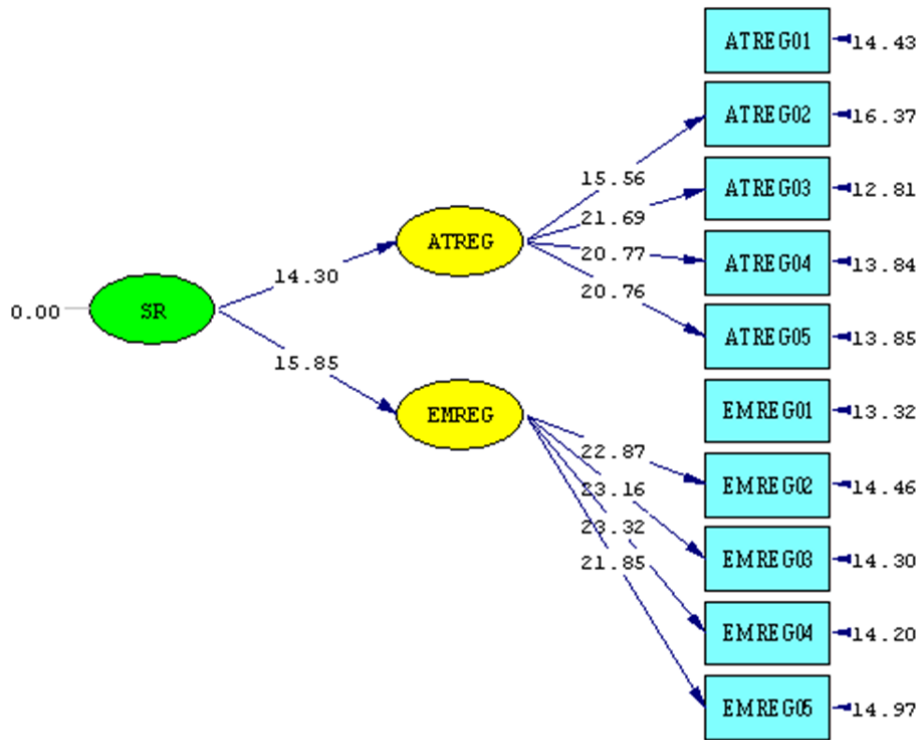 ATREG01 14.43
ATREG02 16.37
15.56
ATREG03 12.81
21.69
ATREG
20.77
ATREG04 13.84
14.30
20.76
0.00
SR
ATREG05 13.85
15.85
EMREG01 13.32
EMREG
22.87
EMREG02 14.46
23.16
23.32
EMREG03 14.30
21.85
EMREG04 14.20
EMREG05 14.97